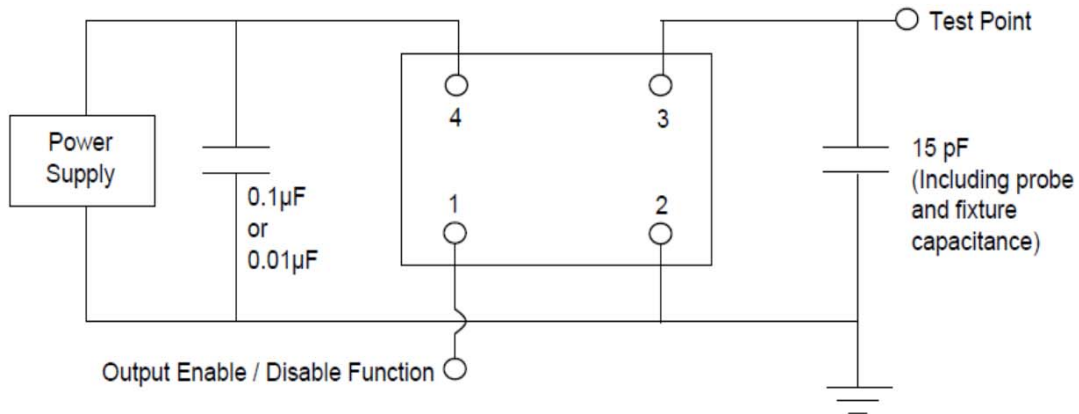 Test Point
4
3
Power
Supply
15 pF
(Including probe
and fixture
capacitance)
0.1µF
or
0.01µF
1
2
Output Enable / Disable Function